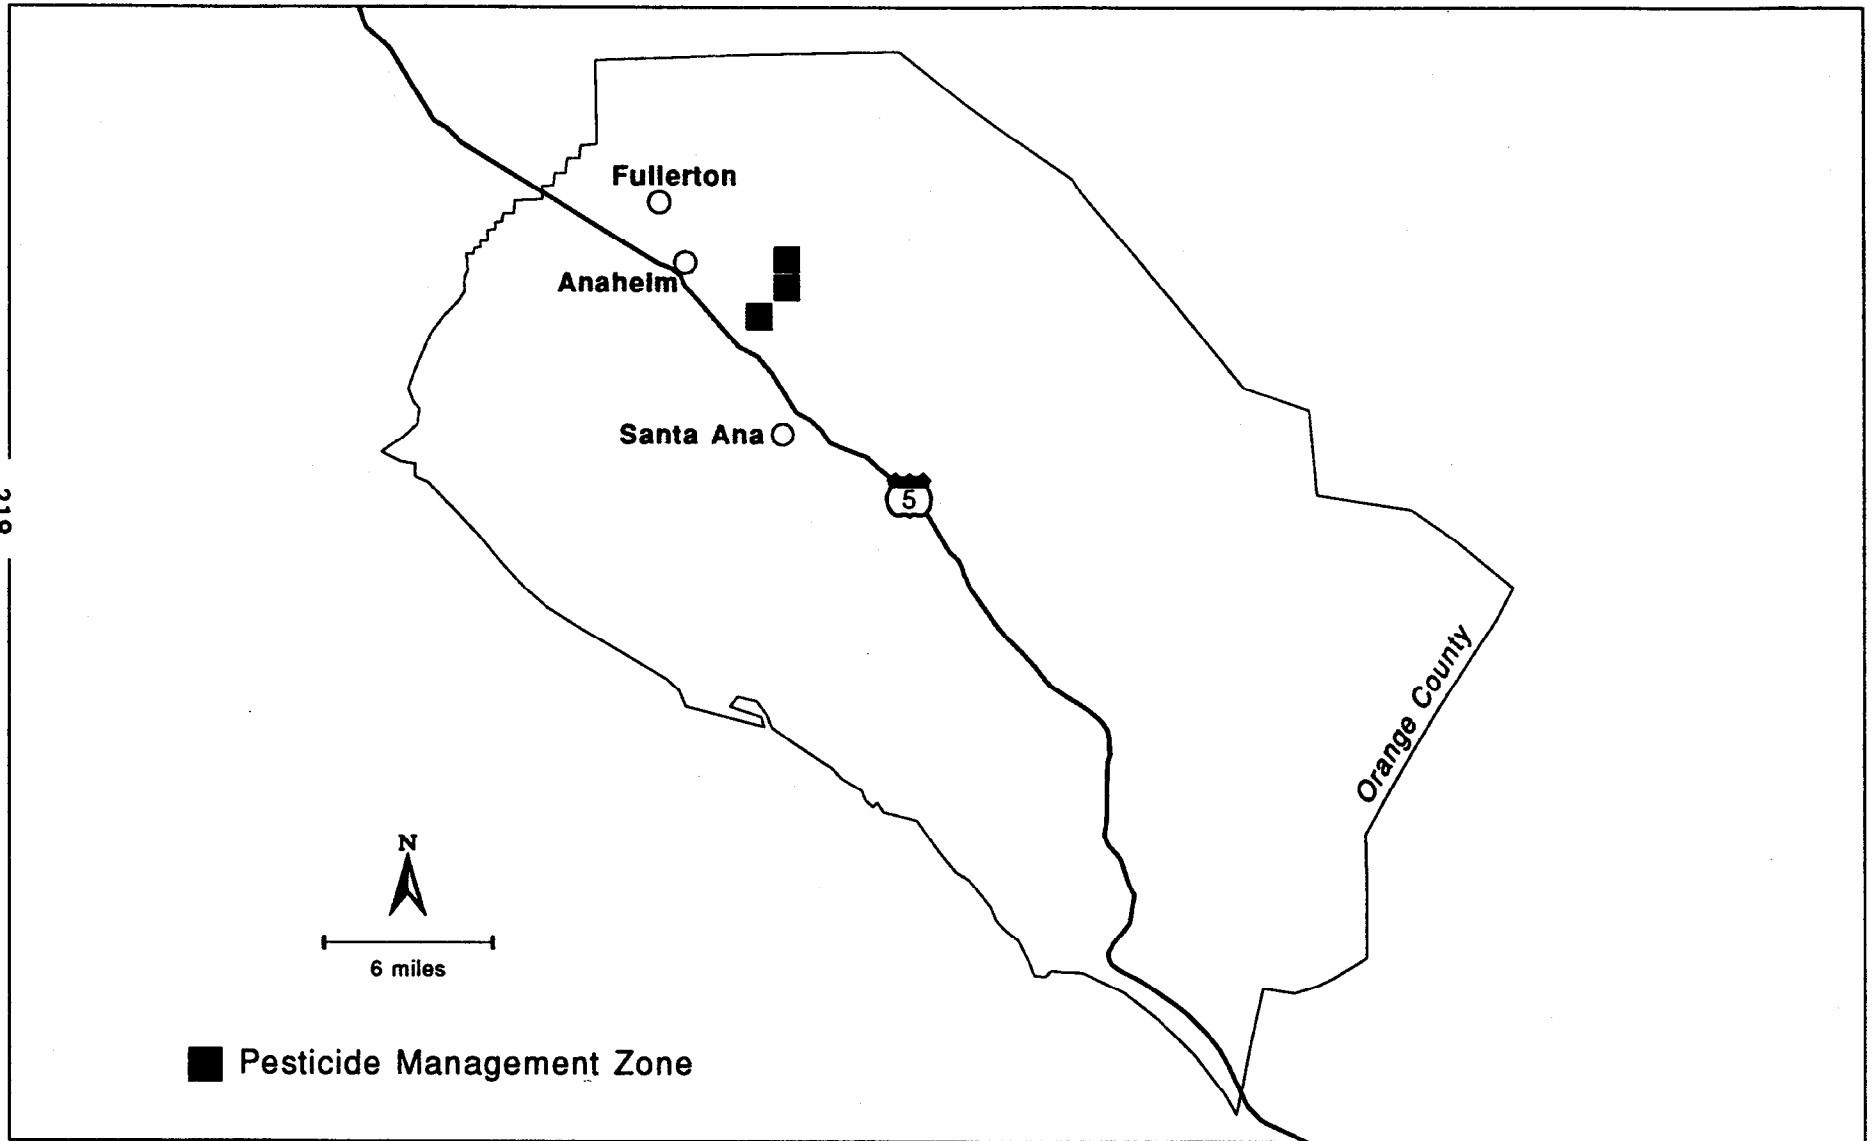 Fullerton
Anaheim
Santa Ana
5
Orange County
N
6 miles
Pesticide Management Zone